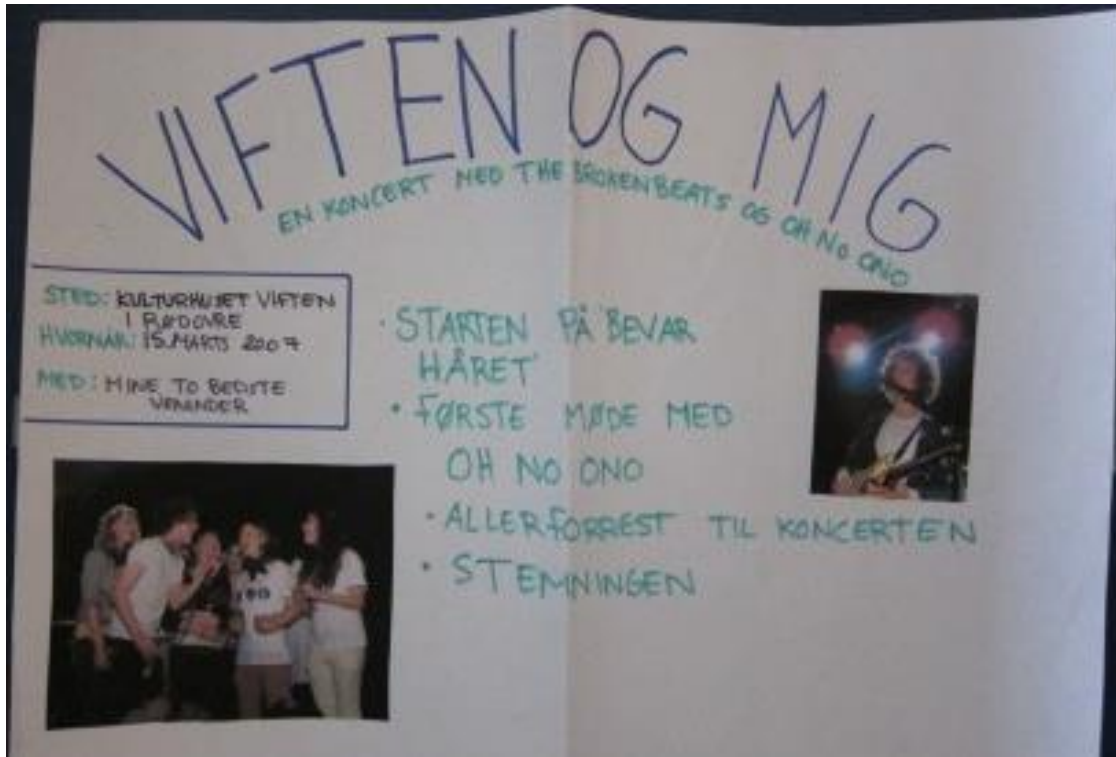 VIFTEN OG MIG
EN KONCERT MED THE BROKENBEATS OG OH NO ONO
STED: KULTURHUSET VIFTEN
I RØDOVRE
HVORNÅR: 15. MARTS 2007
MED: MINE TO BEDSTE
VENINDER
· STARTEN PÅ 'BEVAR
HÅRET'
· FØRSTE MØDE MED
OH NO ONO
· ALLERFORREST TIL KONCERTEN
· STEMNINGEN